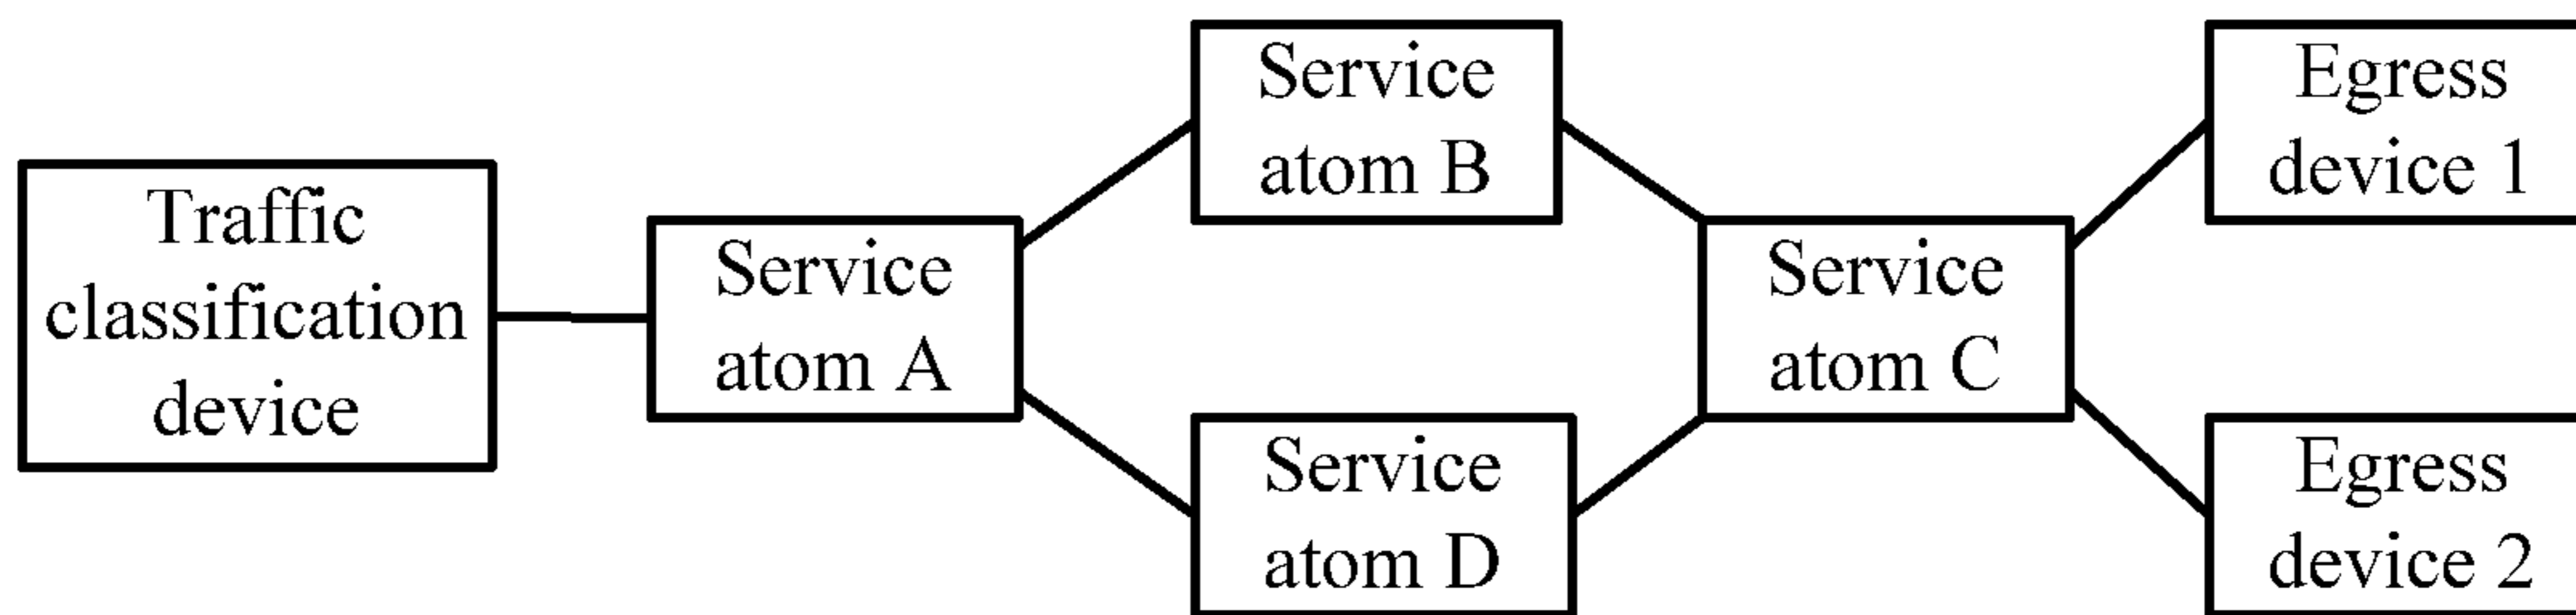 Traffic
classification
device
Service
atom A
Service
atom B
Service
atom D
Service
atom C
Egress
device 1
Egress
device 2